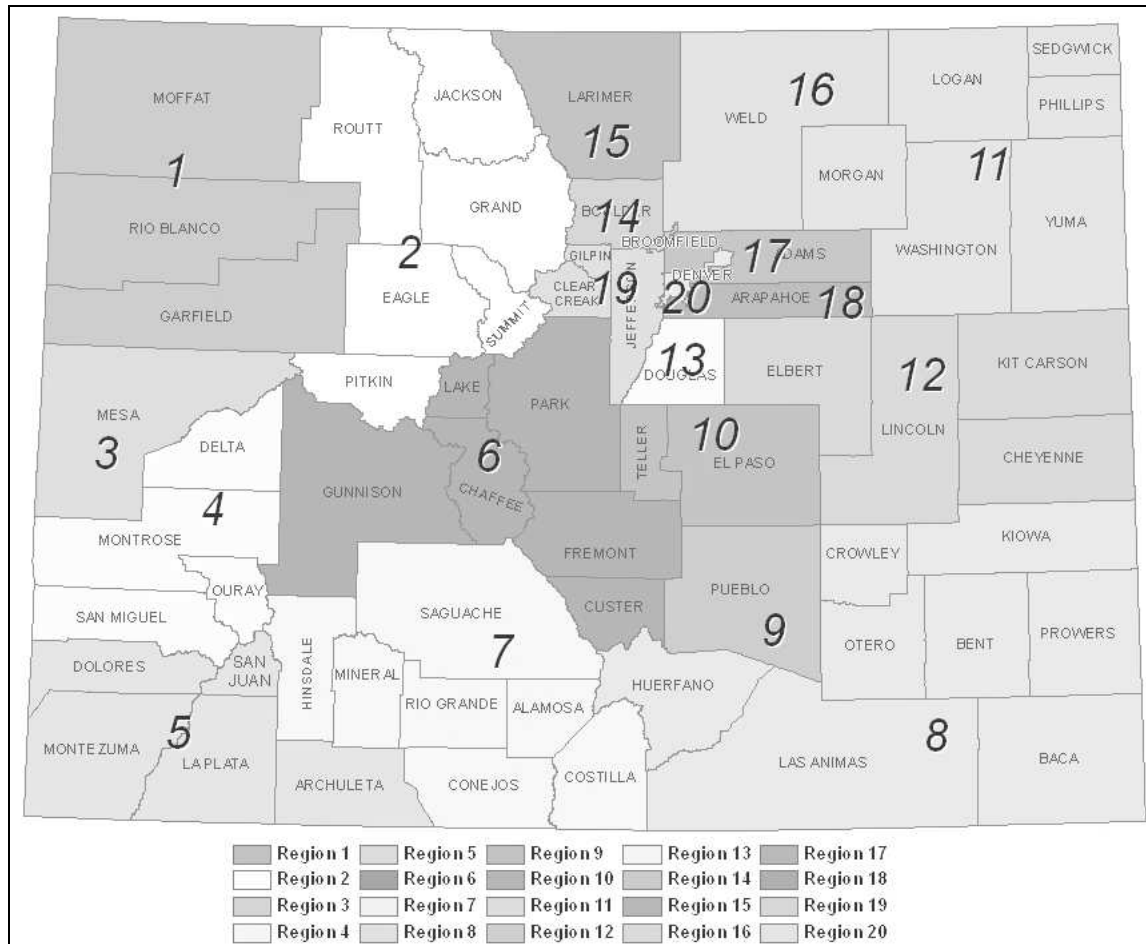 SEDGWICK
JACKSON
LOGAN
MOFFAT
LARIMER
16
PHILLIPS
WELD
ROUTT
15
1
MORGAN
11
GRAND
RIO BLANCO
BOULDER
14
YUMA
2
BROOMFIELD
17
ADAMS
WASHINGTON
GILPIN
DENVER
CLEAR
CREAK
19
EAGLE
20
ARAPAHOE
18
GARFIELD
JEFFERSON
SUMMIT
13
KIT CARSON
PITKIN
DOUGLAS
ELBERT
12
LAKE
PARK
MESA
LINCOLN
3
DELTA
6
TELLER
10
EL PASO
CHEYENNE
GUNNISON
CHAFFEE
4
MONTROSE
KIOWA
FREMONT
CROWLEY
OURAY
PUEBLO
SAGUACHE
CUSTER
SAN MIGUEL
9
7
OTERO
BENT
PROWERS
DOLORES
SAN
JUAN
MINERAL
HUERFANO
HINSDALE
RIO GRANDE
ALAMOSA
5
MONTEZUMA
LA PLATA
8
LAS ANIMAS
BACA
ARCHULETA
CONEJOS
COSTILLA
Region 1 Region 5 Region 9 Region 13 Region 17
Region 2 Region 6 Region 10 Region 14 Region 18
Region 3 Region 7 Region 11 Region 15 Region 19
Region 4 Region 8 Region 12 Region 16 Region 20